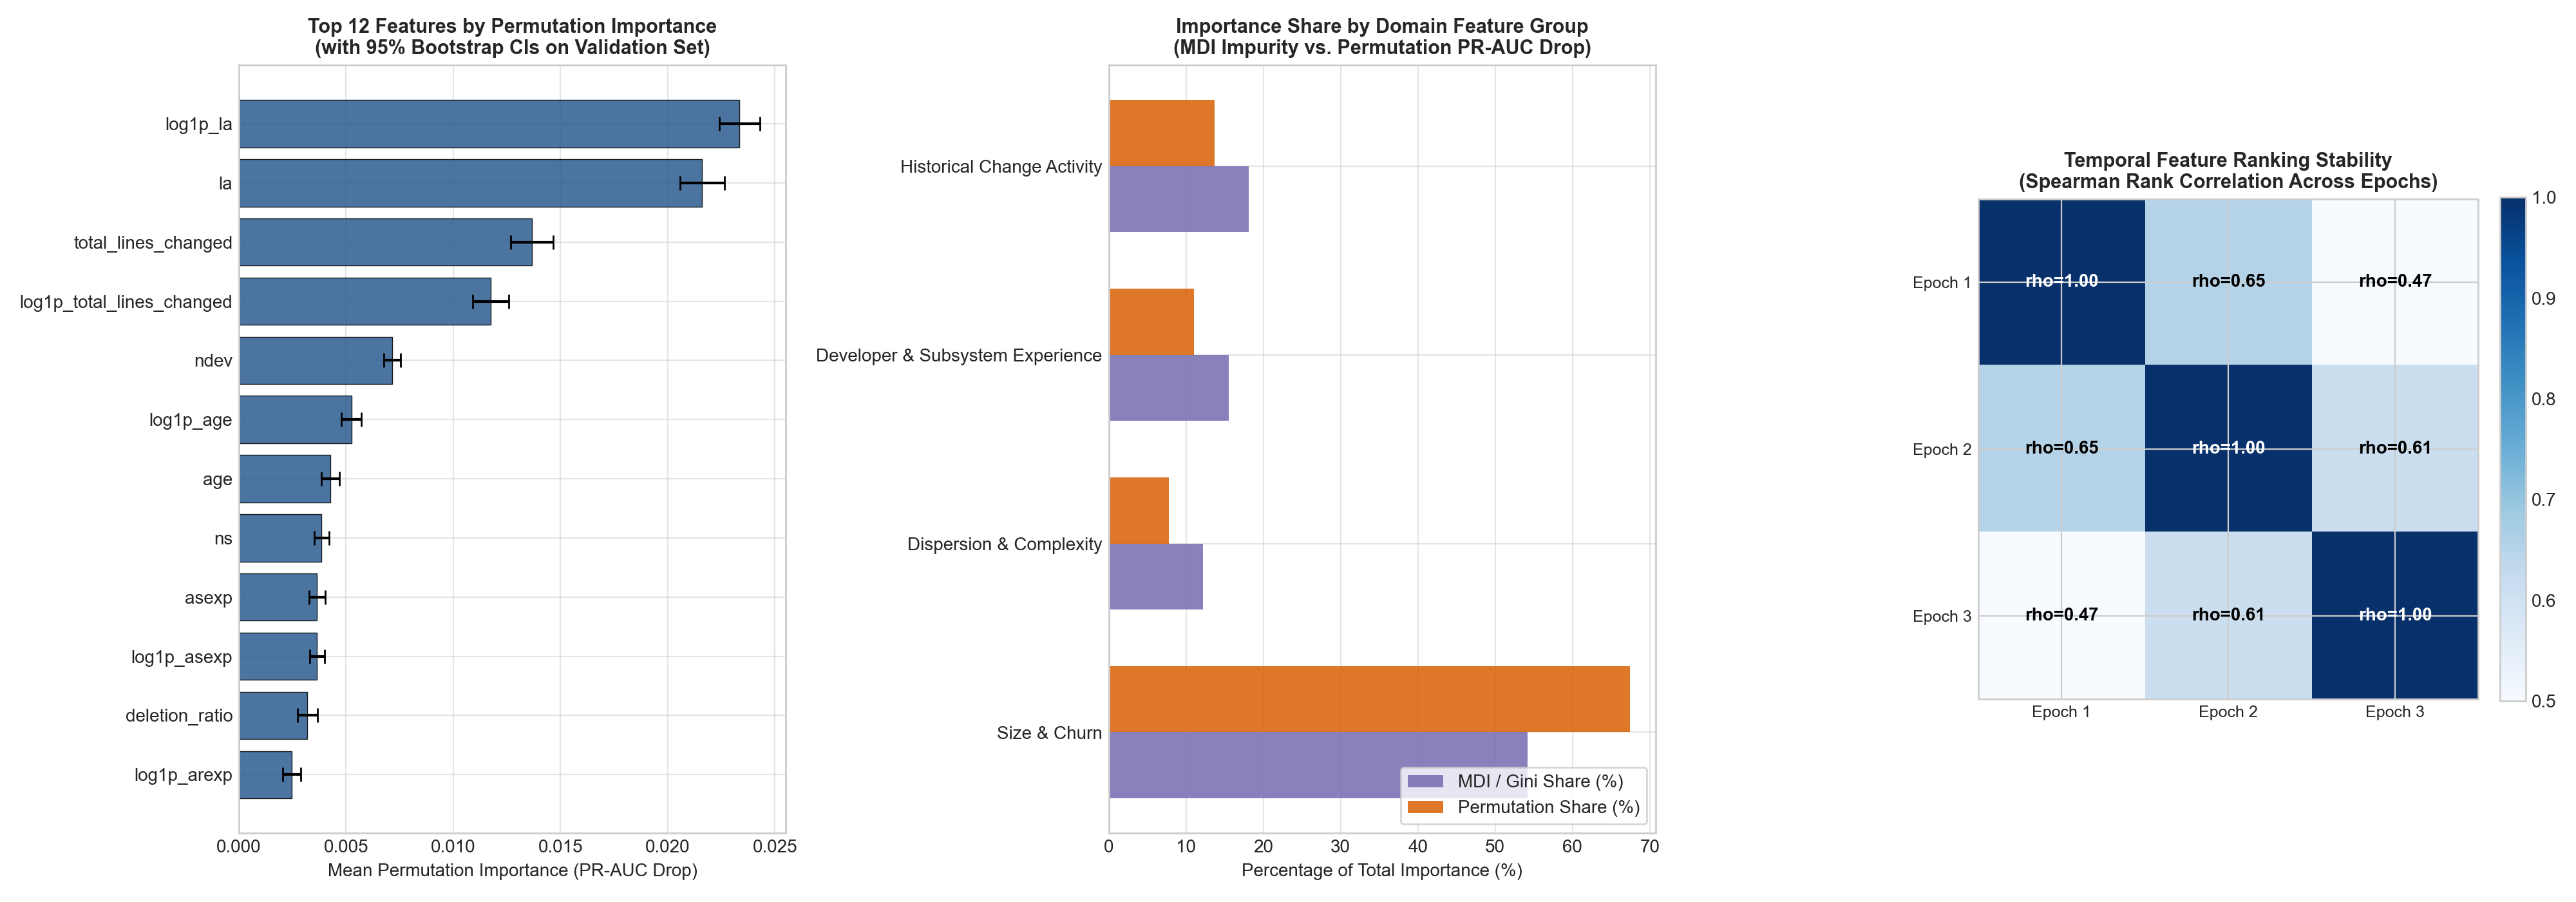 Top 12 Features by Permutation Importance
(with 95% Bootstrap CIs on Validation Set)
log1p_la
la
total_lines_changed
log1p_total_lines_changed
ndev
log1p_age
age
ns
asexp
log1p_asexp
deletion_ratio
log1p_arexp
0.000 0.005 0.010 0.015 0.020 0.025
Mean Permutation Importance (PR-AUC Drop)
Importance Share by Domain Feature Group
(MDI Impurity vs. Permutation PR-AUC Drop)
Historical Change Activity
Developer & Subsystem Experience
Dispersion & Complexity
Size & Churn
MDI / Gini Share (%)
Permutation Share (%)
0 10 20 30 40 50 60 70
Percentage of Total Importance (%)
Temporal Feature Ranking Stability
(Spearman Rank Correlation Across Epochs)
Epoch 1 rho=1.00 rho=0.65 rho=0.47
Epoch 2 rho=0.65 rho=1.00 rho=0.61
Epoch 3 rho=0.47 rho=0.61 rho=1.00
Epoch 1 Epoch 2 Epoch 3
1.0
0.9
0.8
0.7
0.6
0.5